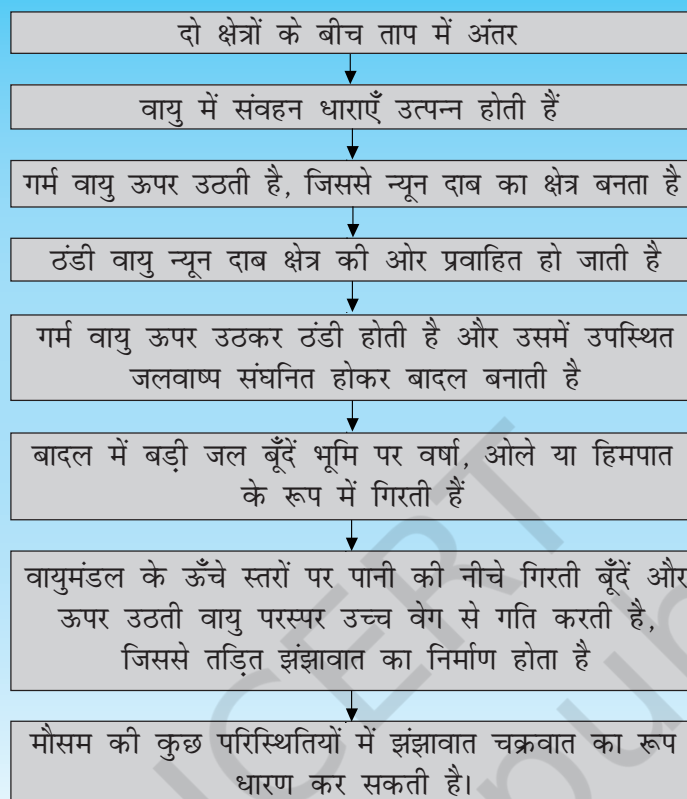 दो क्षेत्रों के बीच ताप में अंतर
वायु में संवहन धाराएँ उत्पन्न होती हैं
गर्म वायु ऊपर उठती है, जिससे न्यून दाब का क्षेत्र बनता है
ठंडी वायु न्यून दाब क्षेत्र की ओर प्रवाहित हो जाती है
गर्म वायु ऊपर उठकर ठंडी होती है और उसमें उपस्थित
जलवाष्प संघनित होकर बादल बनाती है
बादल में बड़ी जल बूँदें भूमि पर वर्षा, ओले या हिमपात
के रूप में गिरती हैं
वायुमंडल के ऊँचे स्तरों पर पानी की नीचे गिरती बूँदें और
ऊपर उठती वायु परस्पर उच्च वेग से गति करती है,
जिससे तड़ित झंझावात का निर्माण होता है
मौसम की कुछ परिस्थितियों में झंझावात चक्रवात का रूप
धारण कर सकती है।